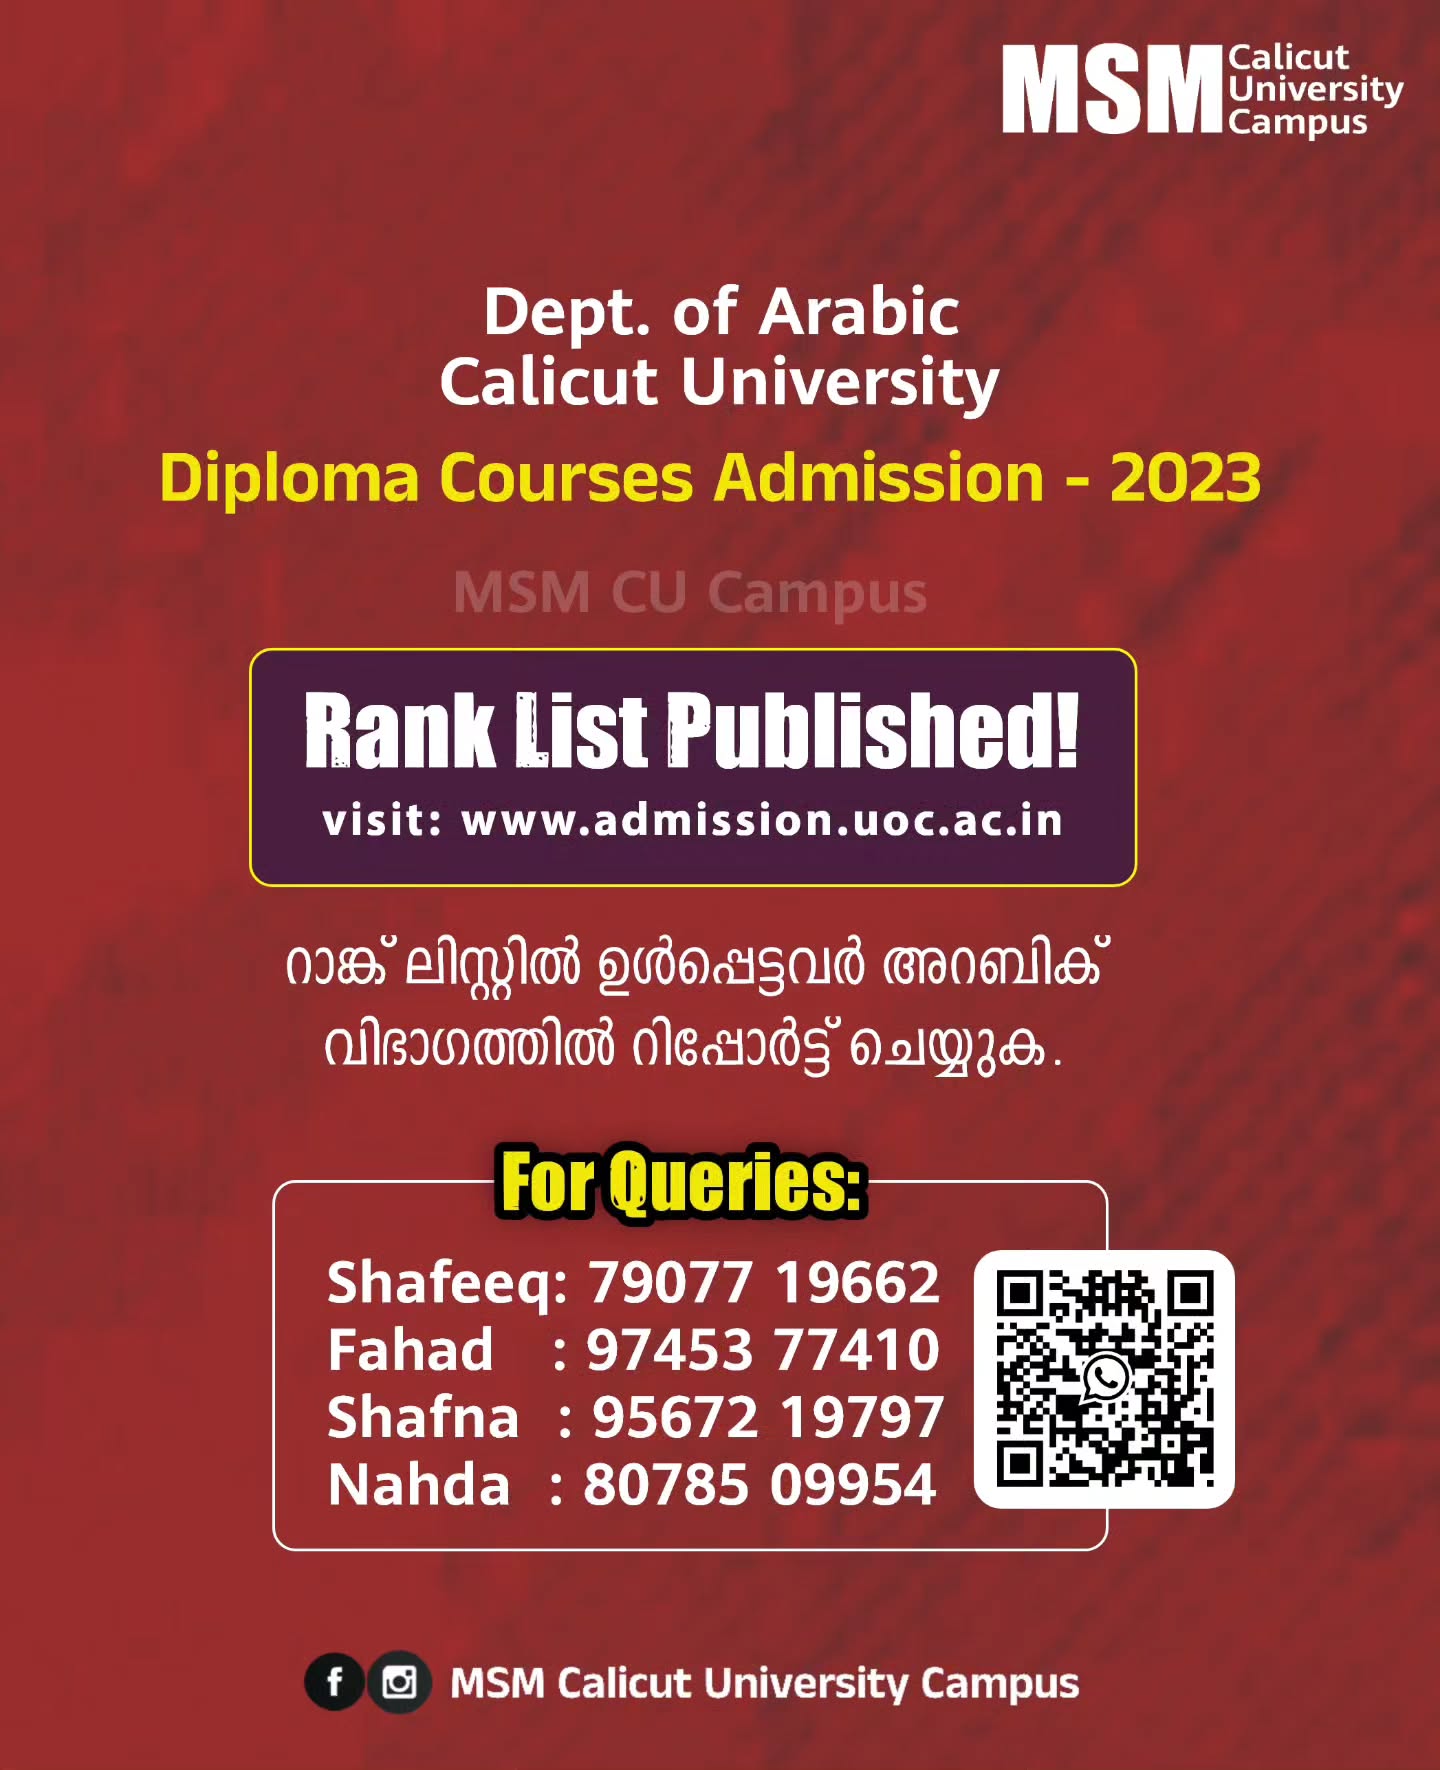 MSM Calicut
University
Campus
Dept. of Arabic
Calicut University
Diploma Courses Admission - 2023
MSM CU Campus
Rank List Published!
visit: www.admission.uoc.ac.in
റാങ്ക് ലിസ്റ്റിൽ ഉൾപ്പെട്ടവർ അറബിക്
വിഭാഗത്തിൽ റിപ്പോർട്ട് ചെയ്യുക.
For Queries:
Shafeeq: 79077 19662
Fahad : 97453 77410
Shafna : 95672 19797
Nahda : 80785 09954
MSM Calicut University Campus